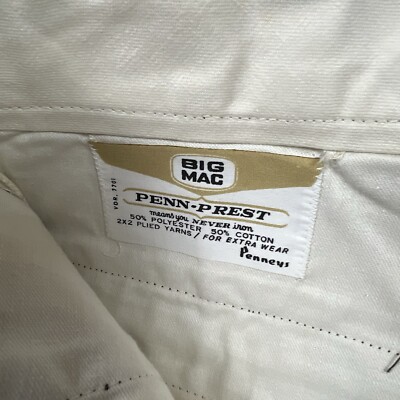 BIG
MAC
PENN-PREST
means you NEVER iron
50% POLYESTER 50% COTTON
2X2 PLIED YARNS / FOR EXTRA WEAR
Penneys
VDR. 7701